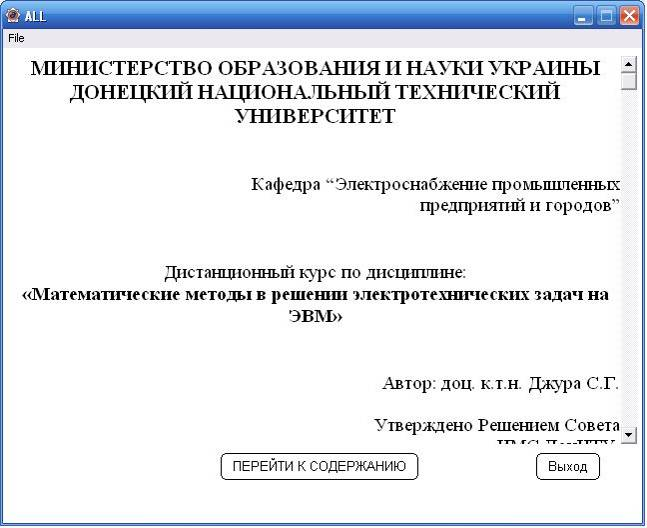 ALL
File
МИНИСТЕРСТВО ОБРАЗОВАНИЯ И НАУКИ УКРАИНЫ
ДОНЕЦКИЙ НАЦИОНАЛЬНЫЙ ТЕХНИЧЕСКИЙ
УНИВЕРСИТЕТ
Кафедра “Электроснабжение промышленных
предприятий и городов”
Дистанционный курс по дисциплине:
«Математические методы в решении электротехнических задач на
ЭВМ»
Автор: доц. к.т.н. Джура С.Г.
Утверждено Решением Совета
ПЕРЕЙТИ К СОДЕРЖАНИЮ
Выход